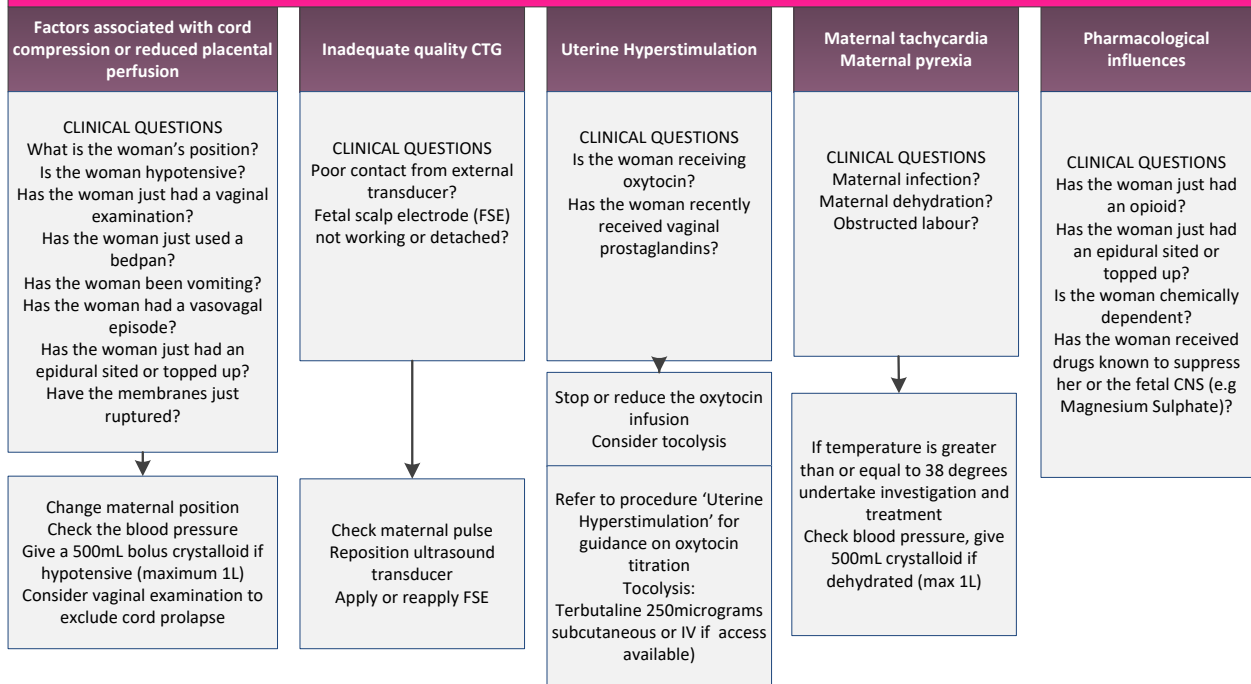 Factors associated with cord
compression or reduced placental
perfusion
CLINICAL QUESTIONS
What is the woman's position?
Is the woman hypotensive?
Has the woman just had a vaginal
examination?
Has the woman just used a
bedpan?
Has the woman been vomiting?
Has the woman had a vasovagal
episode?
Has the woman just had an
epidural sited or topped up?
Have the membranes just
ruptured?
Change maternal position
Check the blood pressure
Give a 500mL bolus crystalloid if
hypotensive (maximum 1L)
Consider vaginal examination to
exclude cord prolapse
Inadequate quality CTG
CLINICAL QUESTIONS
Poor contact from external
transducer?
Fetal scalp electrode (FSE)
not working or detached?
Check maternal pulse
Reposition ultrasound
transducer
Apply or reapply FSE
Uterine Hyperstimulation
CLINICAL QUESTIONS
Is the woman receiving
oxytocin?
Has the woman recently
received vaginal
prostaglandins?
Stop or reduce the oxytocin
infusion
Consider tocolysis
Refer to procedure 'Uterine
Hyperstimulation' for
guidance on oxytocin
titration
Tocolysis:
Terbutaline 250micrograms
subcutaneous or IV if access
available)
Maternal tachycardia
Maternal pyrexia
CLINICAL QUESTIONS
Maternal infection?
Maternal dehydration?
Obstructed labour?
If temperature is greater
than or equal to 38 degrees
undertake investigation and
treatment
Check blood pressure, give
500mL crystalloid if
dehydrated (max 1L)
Pharmacological
influences
CLINICAL QUESTIONS
Has the woman just had
an opioid?
Has the woman just had
an epidural sited or
topped up?
Is the woman chemically
dependent?
Has the woman received
drugs known to suppress
her or the fetal CNS (e.g
Magnesium Sulphate)?